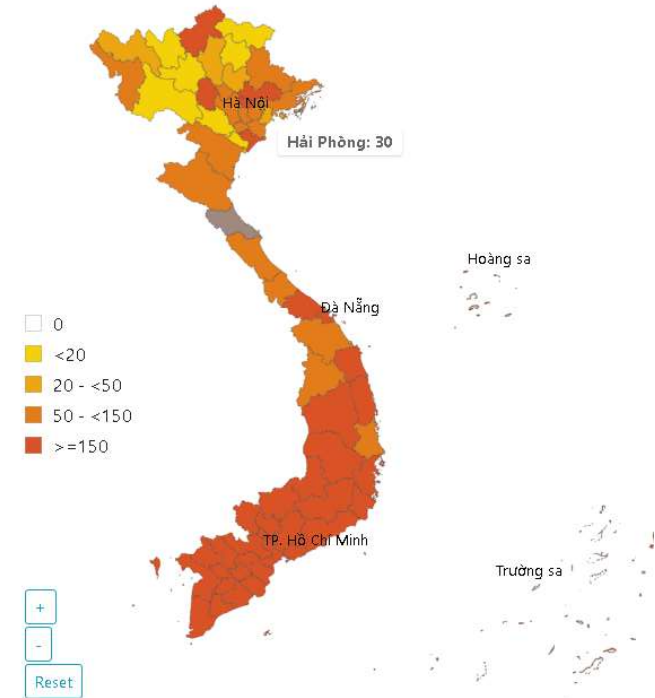 Hà Nội
Hải Phòng: 30
Hoàng sa
Đà Nẵng
0
<20
20 - <50
50 - <150
>=150
TP. Hồ Chí Minh
Trường sa
+
-
Reset